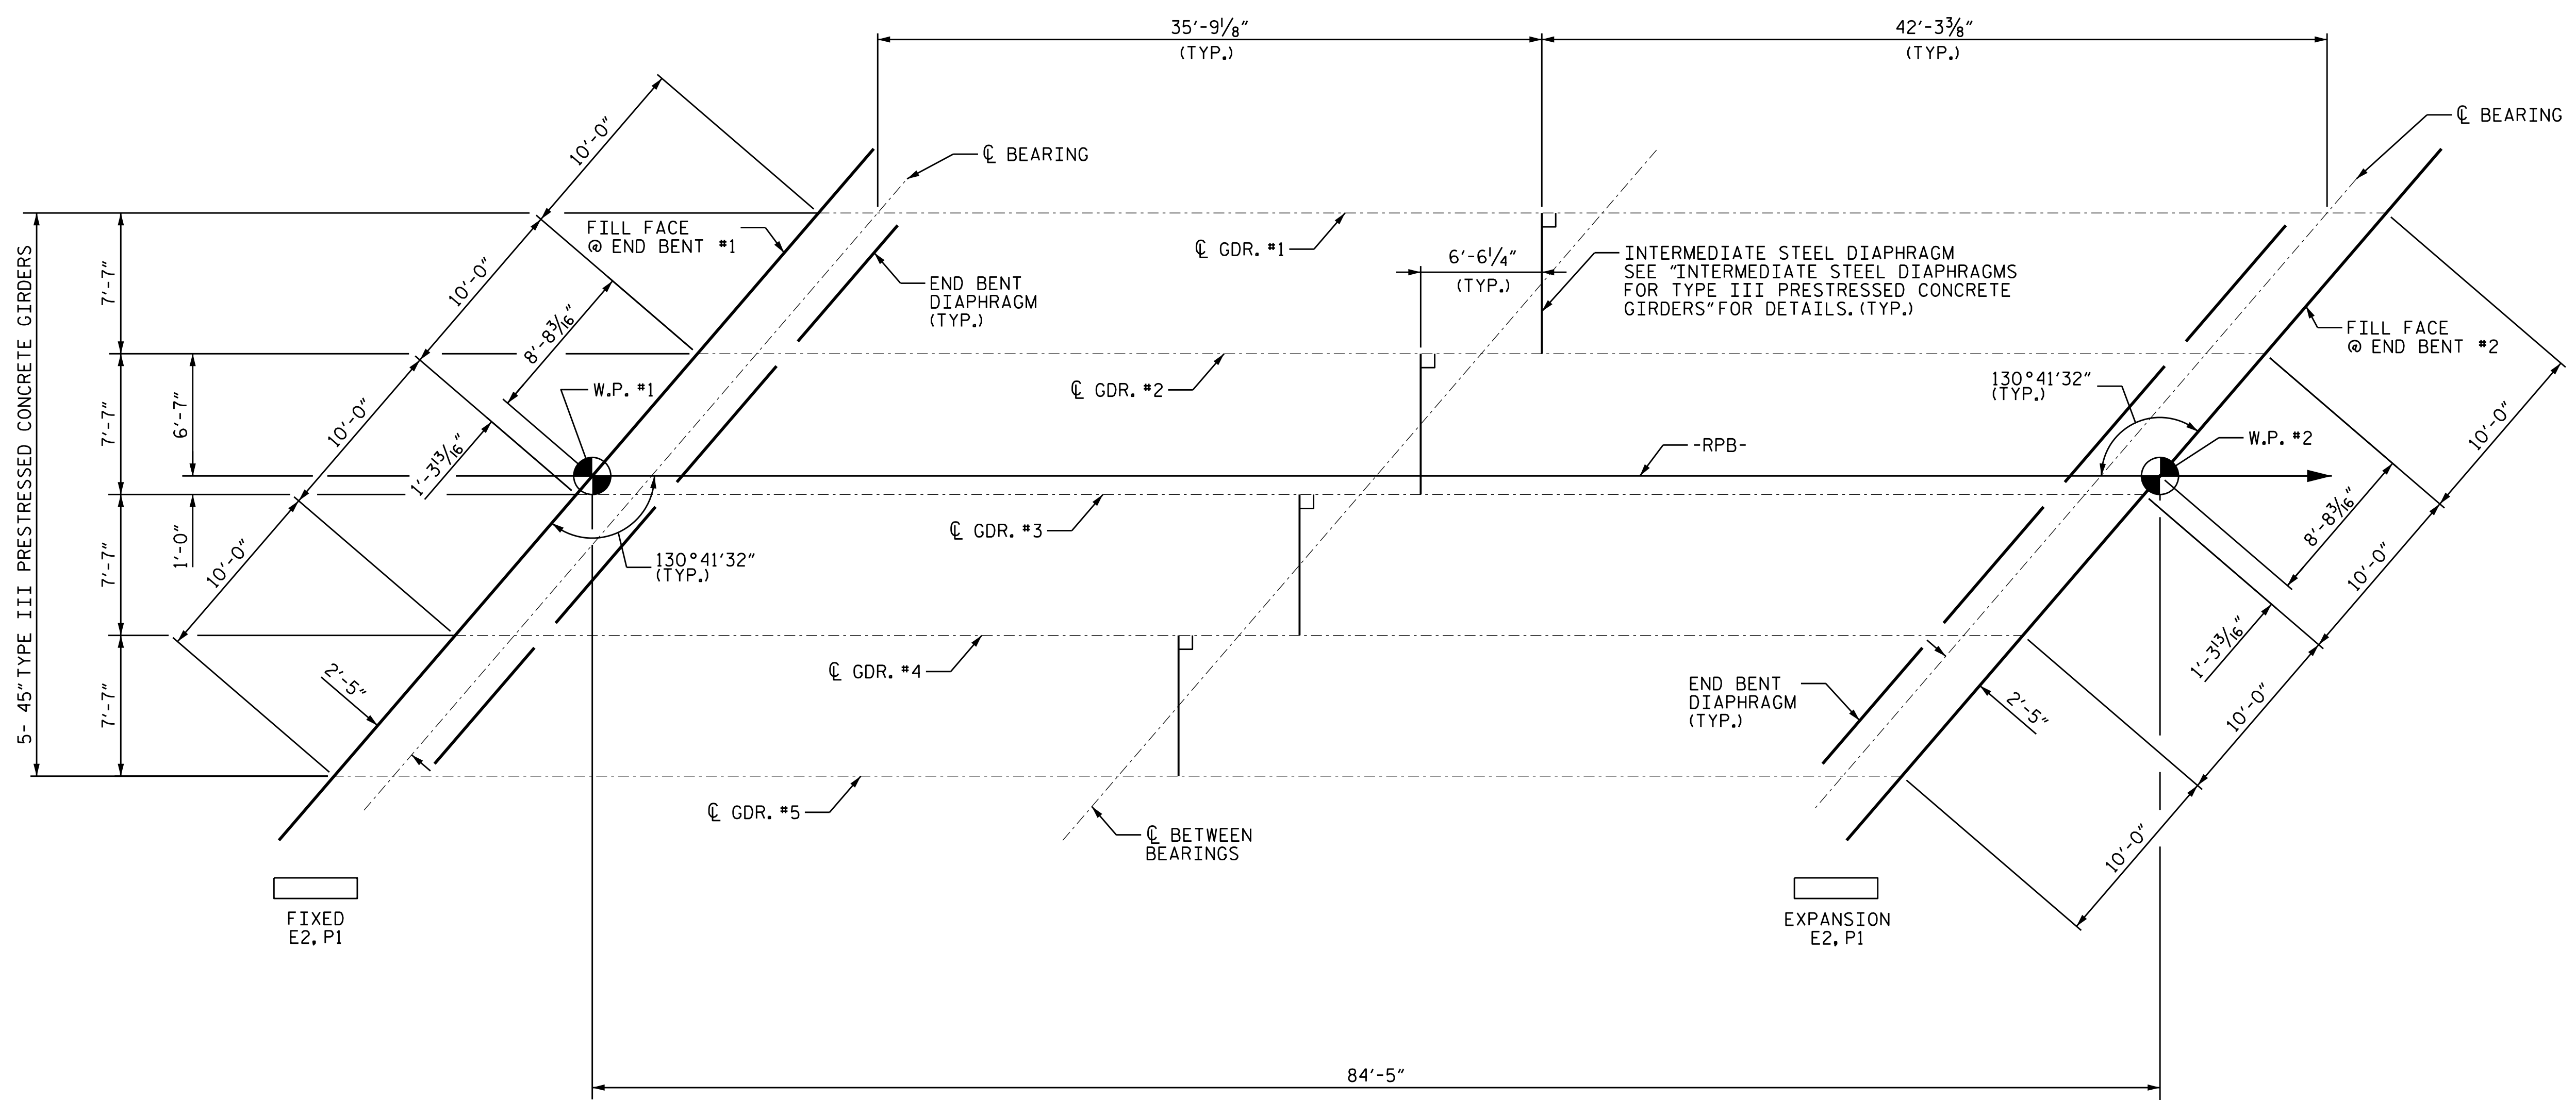 35'-9 1/8"
(TYP.)
42'-3 3/8"
(TYP.)
10'-0"
℄ BEARING
℄ BEARING
FILL FACE
@ END BENT #1
10'-0"
℄ GDR. #1
6'-6 1/4"
(TYP.)
INTERMEDIATE STEEL DIAPHRAGM
SEE "INTERMEDIATE STEEL DIAPHRAGMS
FOR TYPE III PRESTRESSED CONCRETE
GIRDERS" FOR DETAILS. (TYP.)
END BENT
DIAPHRAGM
(TYP.)
7'-7"
8'-8 3/16"
FILL FACE
@ END BENT #2
5- 45" TYPE III PRESTRESSED CONCRETE GIRDERS
W.P. #1
℄ GDR. #2
130°41'32"
(TYP.)
7'-7"
6'-7"
10'-0"
1'-3 13/16"
-RPB-
W.P. #2
10'-0"
℄ GDR. #3
8'-8 3/16"
7'-7"
1'-0"
10'-0"
130°41'32"
(TYP.)
10'-0"
1'-3 13/16"
℄ GDR. #4
2'-5"
7'-7"
END BENT
DIAPHRAGM
(TYP.)
2'-5"
10'-0"
℄ GDR. #5
℄ BETWEEN
BEARINGS
10'-0"
FIXED
E2, P1
EXPANSION
E2, P1
84'-5"